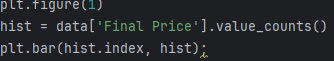 plt.figure(1)
hist = data['Final Price'].value_counts()
plt.bar(hist.index, hist);